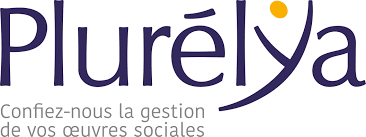 Plurélya
Confiez-nous la gestion
de vos œuvres sociales